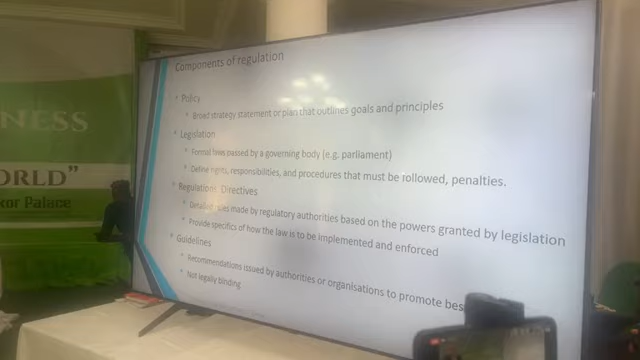 NESS
ORLD"
kor Palace
Components of regulation
Policy
Broad strategy statement or plan that outlines goals and principles
Legislation
Formal laws passed by a governing body (e.g. parliament)
Define rights, responsibilities, and procedures that must be followed, penalties.
Regulations Directives
Detailed rules made by regulatory authorities based on the powers granted by legislation
Provide specifics of how the law is to be implemented and enforced
Guidelines
Recommendations issued by authorities or organisations to promote bes
Not legally binding